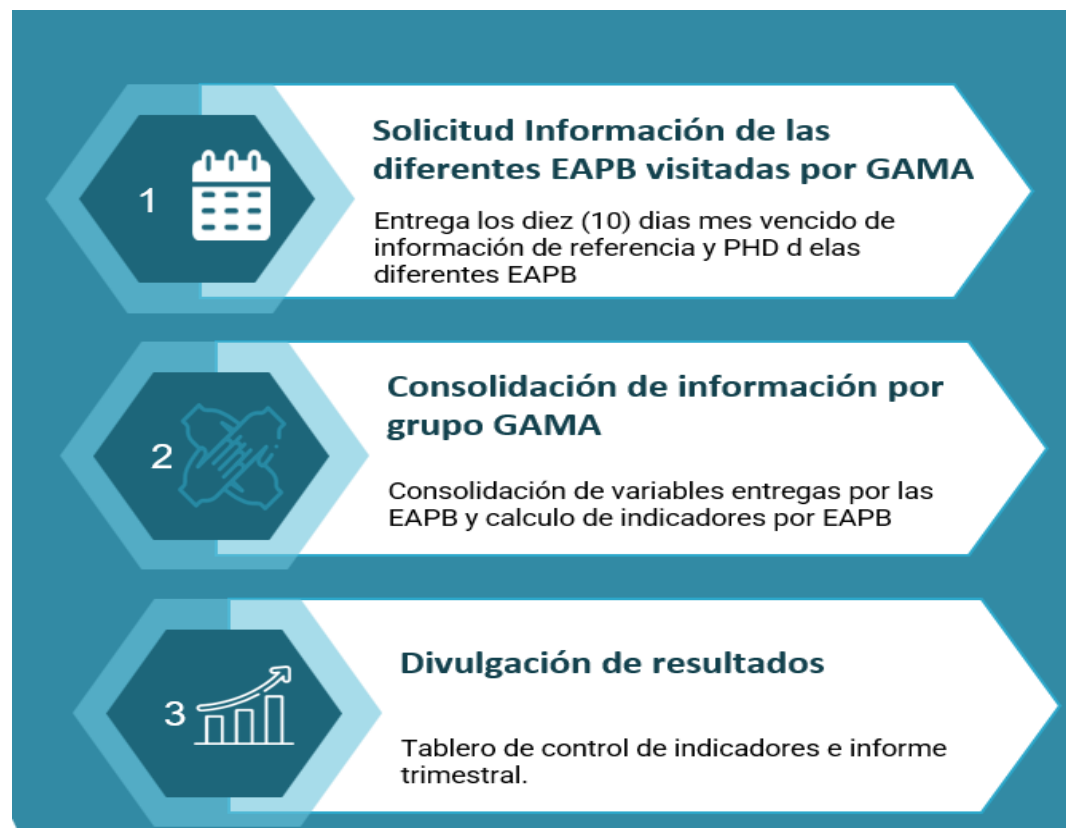 1
Solicitud Información de las
diferentes EAPB visitadas por GAMA
Entrega los diez (10) dias mes vencido de
información de referencia y PHD d elas
diferentes EAPB
2
Consolidación de información por
grupo GAMA
Consolidación de variables entregas por las
EAPB y calculo de indicadores por EAPB
3
Divulgación de resultados
Tablero de control de indicadores e informe
trimestral.